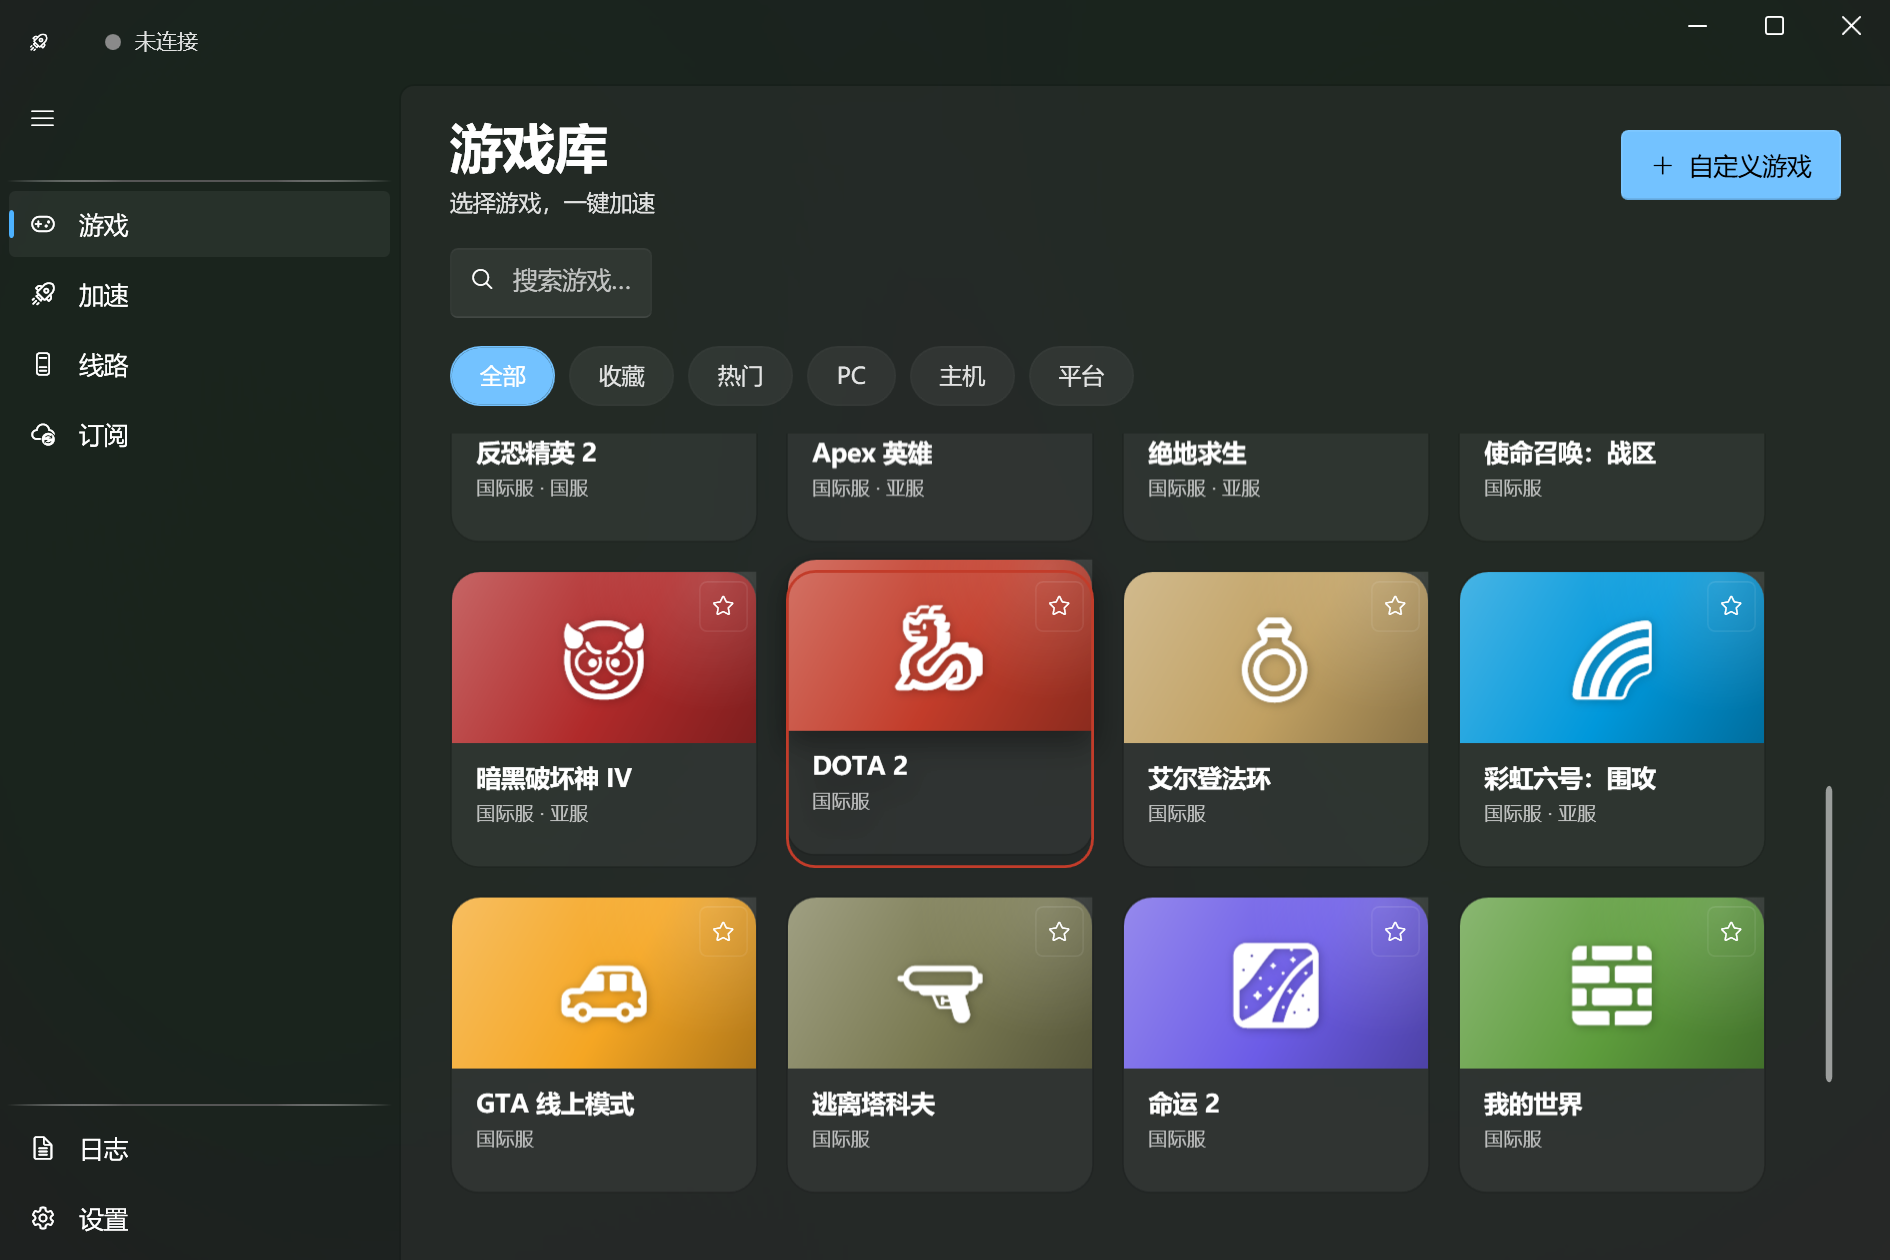 未连接
游戏
加速
线路
订阅
日志
设置
游戏库
选择游戏，一键加速
自定义游戏
搜索游戏...
全部 收藏 热门 PC 主机 平台
反恐精英 2
国际服 · 国服
Apex 英雄
国际服 · 亚服
绝地求生
国际服 · 亚服
使命召唤：战区
国际服
暗黑破坏神 IV
国际服 · 亚服
DOTA 2
国际服
艾尔登法环
国际服
彩虹六号：围攻
国际服 · 亚服
GTA 线上模式
国际服
逃离塔科夫
国际服
命运 2
国际服
我的世界
国际服